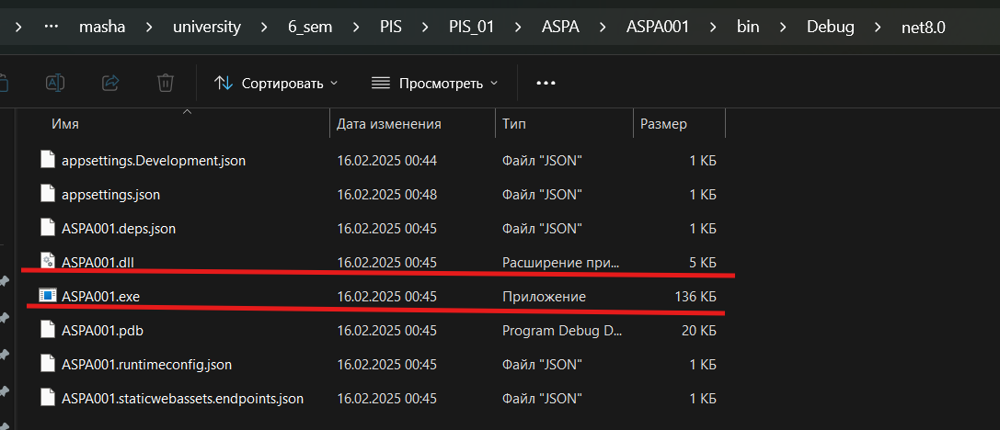 ··· masha university 6_sem PIS PIS_01 ASPA ASPA001 bin Debug net8.0
Сортировать Просмотреть ···
Имя Дата изменения Тип Размер
appsettings.Development.json 16.02.2025 00:44 Файл "JSON" 1 КБ
appsettings.json 16.02.2025 00:48 Файл "JSON" 1 КБ
ASPA001.deps.json 16.02.2025 00:45 Файл "JSON" 1 КБ
ASPA001.dll 16.02.2025 00:45 Расширение при... 5 КБ
ASPA001.exe 16.02.2025 00:45 Приложение 136 КБ
ASPA001.pdb 16.02.2025 00:45 Program Debug D... 20 КБ
ASPA001.runtimeconfig.json 16.02.2025 00:45 Файл "JSON" 1 КБ
ASPA001.staticwebassets.endpoints.json 16.02.2025 00:45 Файл "JSON" 1 КБ